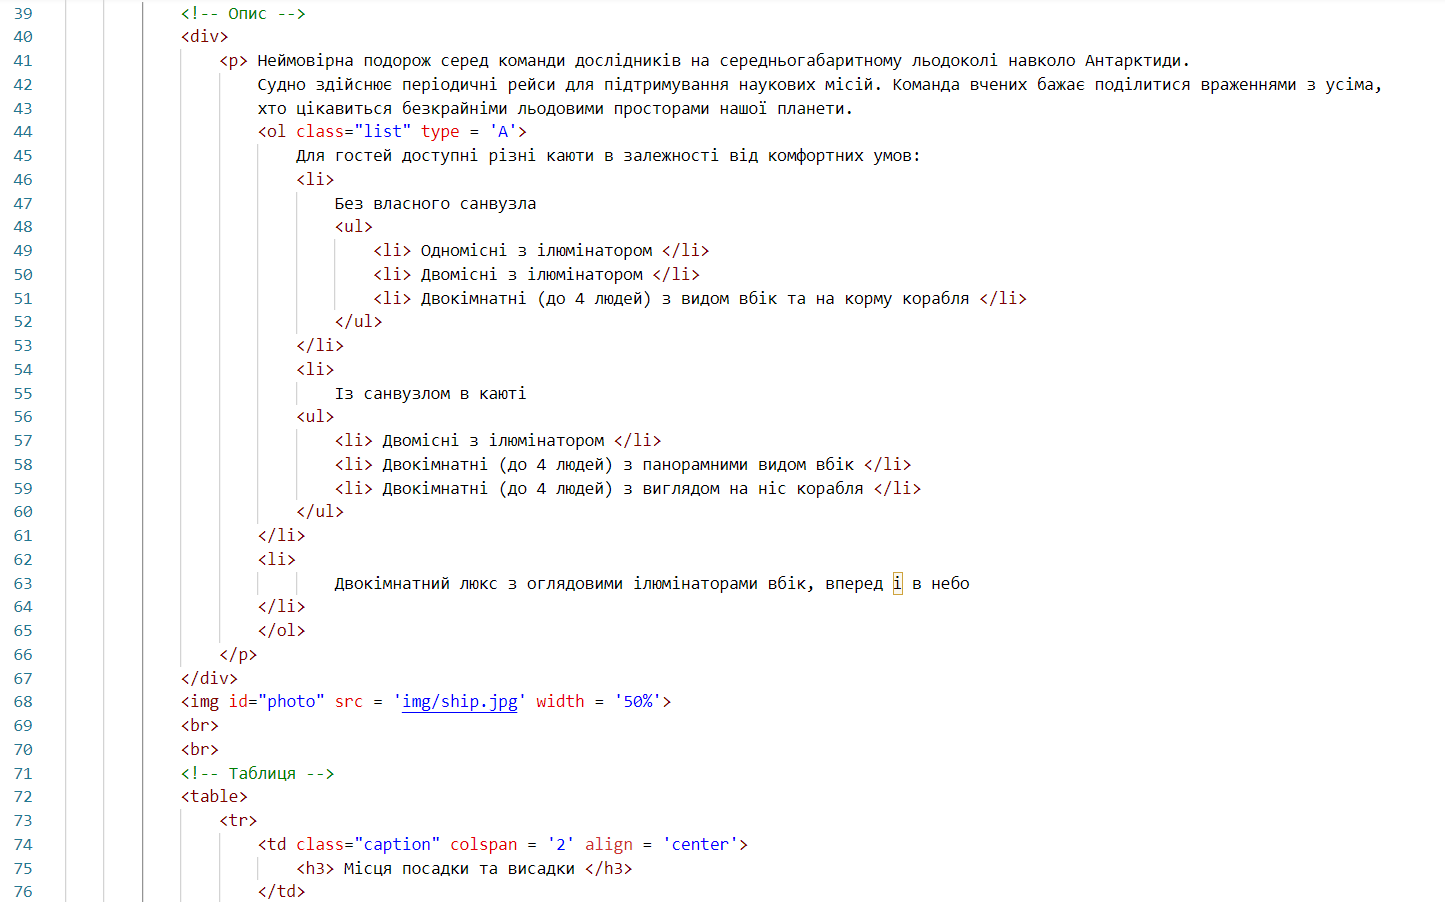 39 <!-- Опис -->
40 <div>
41 <p> Неймовірна подорож серед команди дослідників на середньогабаритному льодоколі навколо Антарктиди.
42 Судно здійснює періодичні рейси для підтримування наукових місій. Команда вчених бажає поділитися враженнями з усіма,
43 хто цікавиться безкрайніми льодовими просторами нашої планети.
44 <ol class="list" type = 'A'>
45 Для гостей доступні різні каюти в залежності від комфортних умов:
46 <li>
47 Без власного санвузла
48 <ul>
49 <li> Одномісні з ілюмінатором </li>
50 <li> Двомісні з ілюмінатором </li>
51 <li> Двокімнатні (до 4 людей) з видом вбік та на корму корабля </li>
52 </ul>
53 </li>
54 <li>
55 Із санвузлом в каюті
56 <ul>
57 <li> Двомісні з ілюмінатором </li>
58 <li> Двокімнатні (до 4 людей) з панорамними видом вбік </li>
59 <li> Двокімнатні (до 4 людей) з виглядом на ніс корабля </li>
60 </ul>
61 </li>
62 <li>
63 Двокімнатний люкс з оглядовими ілюмінаторами вбік, вперед і в небо
64 </li>
65 </ol>
66 </p>
67 </div>
68 <img id="photo" src = 'img/ship.jpg' width = '50%'>
69 <br>
70 <br>
71 <!-- Таблиця -->
72 <table>
73 <tr>
74 <td class="caption" colspan = '2' align = 'center'>
75 <h3> Місця посадки та висадки </h3>
76 </td>